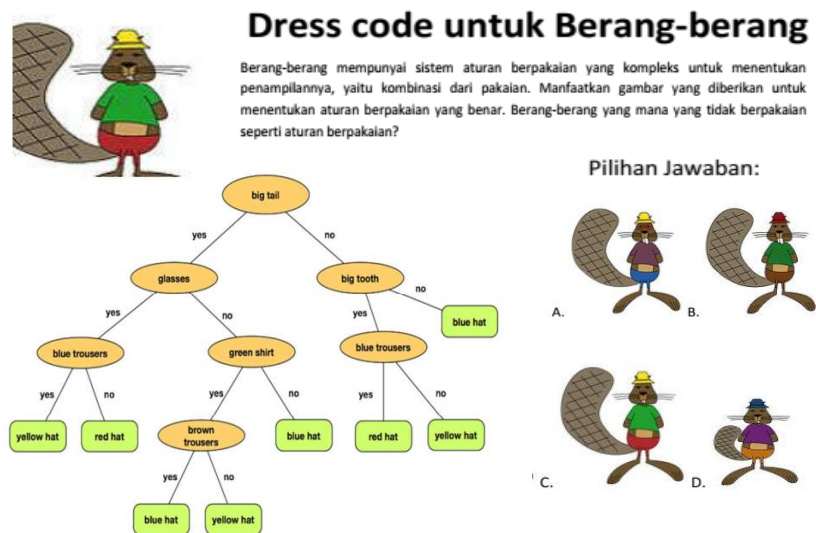 Dress code untuk Berang-berang
Berang-berang mempunyai sistem aturan berpakaian yang kompleks untuk menentukan
penampilannya, yaitu kombinasi dari pakaian. Manfaatkan gambar yang diberikan untuk
menentukan aturan berpakaian yang benar. Berang-berang yang mana yang tidak berpakaian
seperti aturan berpakaian?
Pilihan Jawaban:
big tail
yes
no
glasses
big tooth
yes
no
yes
no
blue hat
blue trousers
green shirt
blue trousers
yes
no
yes
no
yes
no
yellow hat
red hat
brown
trousers
blue hat
red hat
yellow hat
yes
no
blue hat
yellow hat
A.
B.
C.
D.